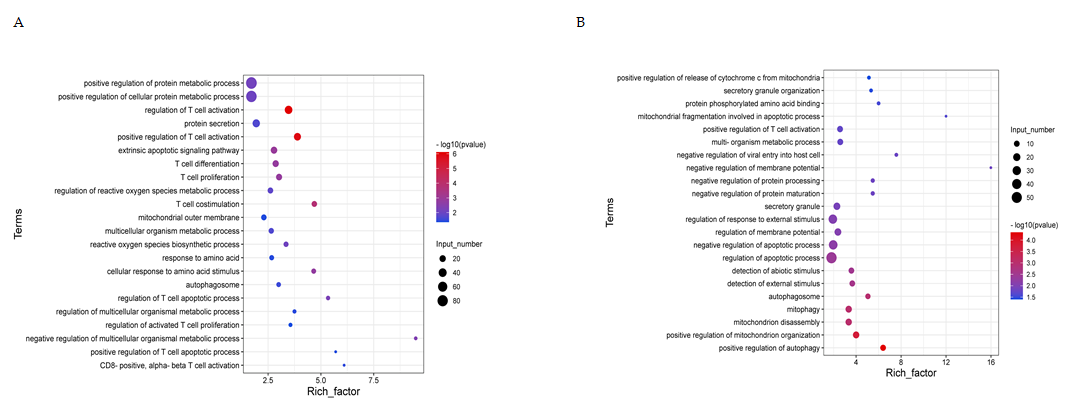 A
positive regulation of protein metabolic process
positive regulation of cellular protein metabolic process
regulation of T cell activation
protein secretion
positive regulation of T cell activation
extrinsic apoptotic signaling pathway
T cell differentiation
T cell proliferation
regulation of reactive oxygen species metabolic process
T cell costimulation
mitochondrial outer membrane
multicellular organism metabolic process
reactive oxygen species biosynthetic process
response to amino acid
cellular response to amino acid stimulus
autophagosome
regulation of T cell apoptotic process
regulation of multicellular organismal metabolic process
regulation of activated T cell proliferation
negative regulation of multicellular organismal metabolic process
positive regulation of T cell apoptotic process
CD8- positive, alpha- beta T cell activation
Terms
2.5 5.0 7.5
Rich_factor
- log10(pvalue)
6
5
4
3
2
Input_number
20
40
60
80
B
positive regulation of release of cytochrome c from mitochondria
secretory granule organization
protein phosphorylated amino acid binding
mitochondrial fragmentation involved in apoptotic process
positive regulation of T cell activation
multi- organism metabolic process
negative regulation of viral entry into host cell
negative regulation of membrane potential
negative regulation of protein processing
negative regulation of protein maturation
secretory granule
regulation of response to external stimulus
regulation of membrane potential
negative regulation of apoptotic process
regulation of apoptotic process
detection of abiotic stimulus
detection of external stimulus
autophagosome
mitophagy
mitochondrion disassembly
positive regulation of mitochondrion organization
positive regulation of autophagy
Terms
4 8 12 16
Rich_factor
Input_number
10
20
30
40
50
- log10(pvalue)
4.0
3.5
3.0
2.5
2.0
1.5